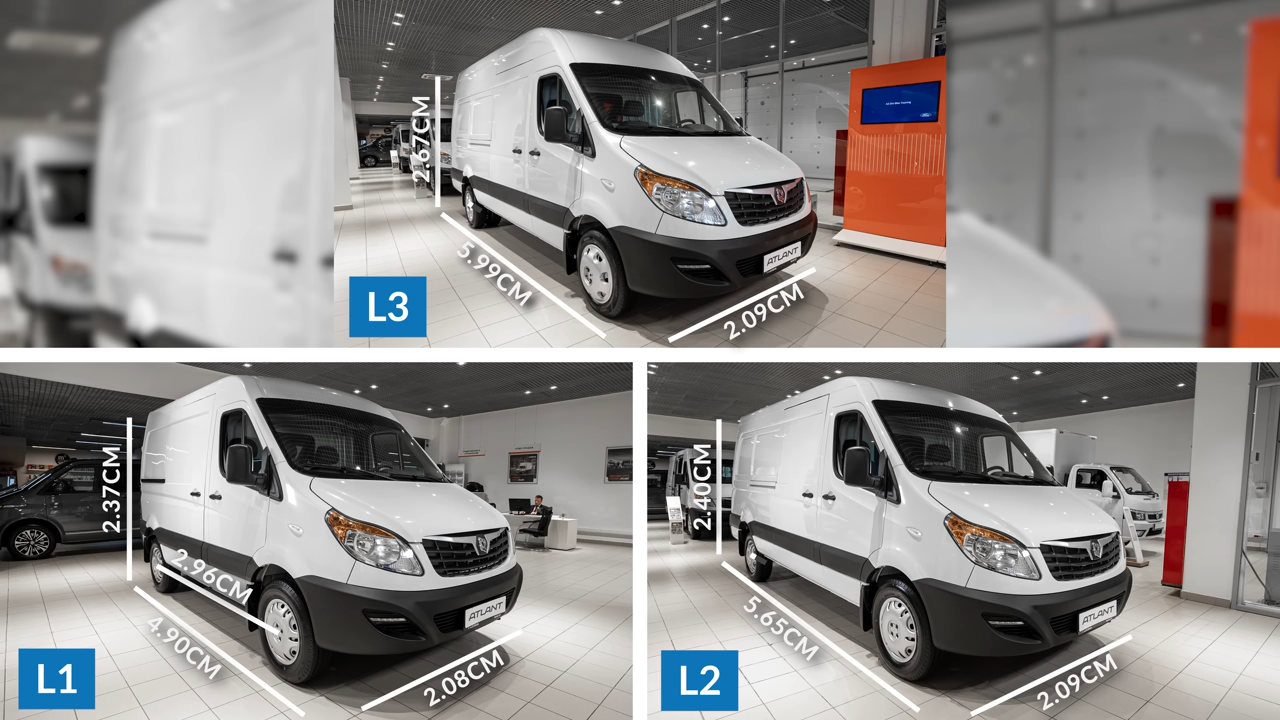 2.67CM
5.99CM
2.09CM
ATLANT
L3
2.37CM
2.96CM
4.90CM
2.08CM
ATLANT
L1
2.40CM
5.65CM
2.09CM
ATLANT
L2